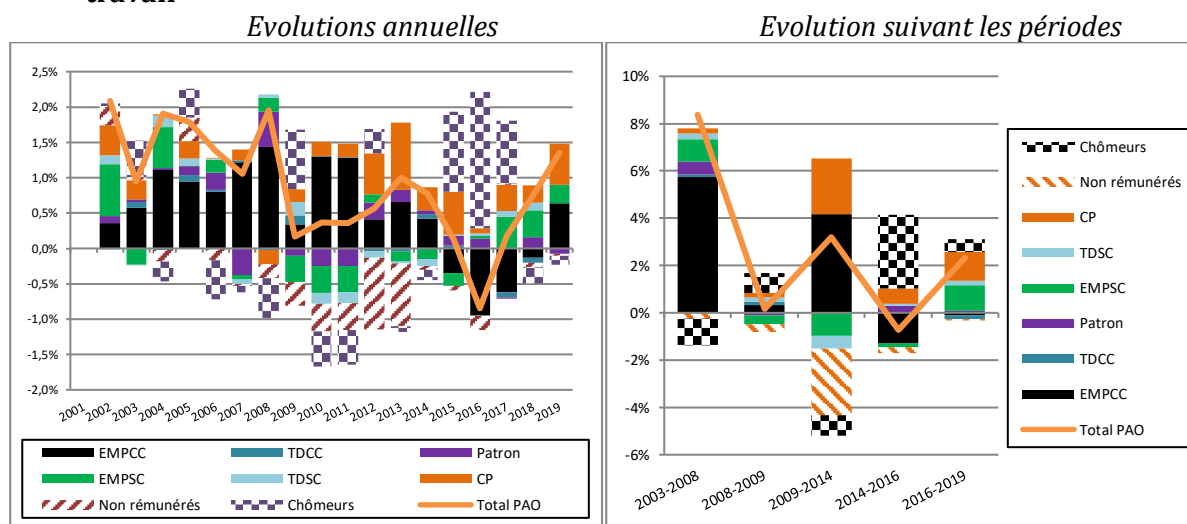 travail
Evolutions annuelles
Evolution suivant les périodes
2,5%
2,0%
1,5%
1,0%
0,5%
0,0%
-0,5%
-1,0%
-1,5%
-2,0%
2001 2002 2003 2004 2005 2006 2007 2008 2009 2010 2011 2012 2013 2014 2015 2016 2017 2018 2019
EMPCC TDCC Patron
EMPSC TDSC CP
Non rémunérés Chômeurs Total PAO
10%
8%
6%
4%
2%
0%
-2%
-4%
-6%
2003-2008 2008-2009 2009-2014 2014-2016 2016-2019
Chômeurs
Non rémunérés
CP
TDSC
EMPSC
Patron
TDCC
EMPCC
Total PAO